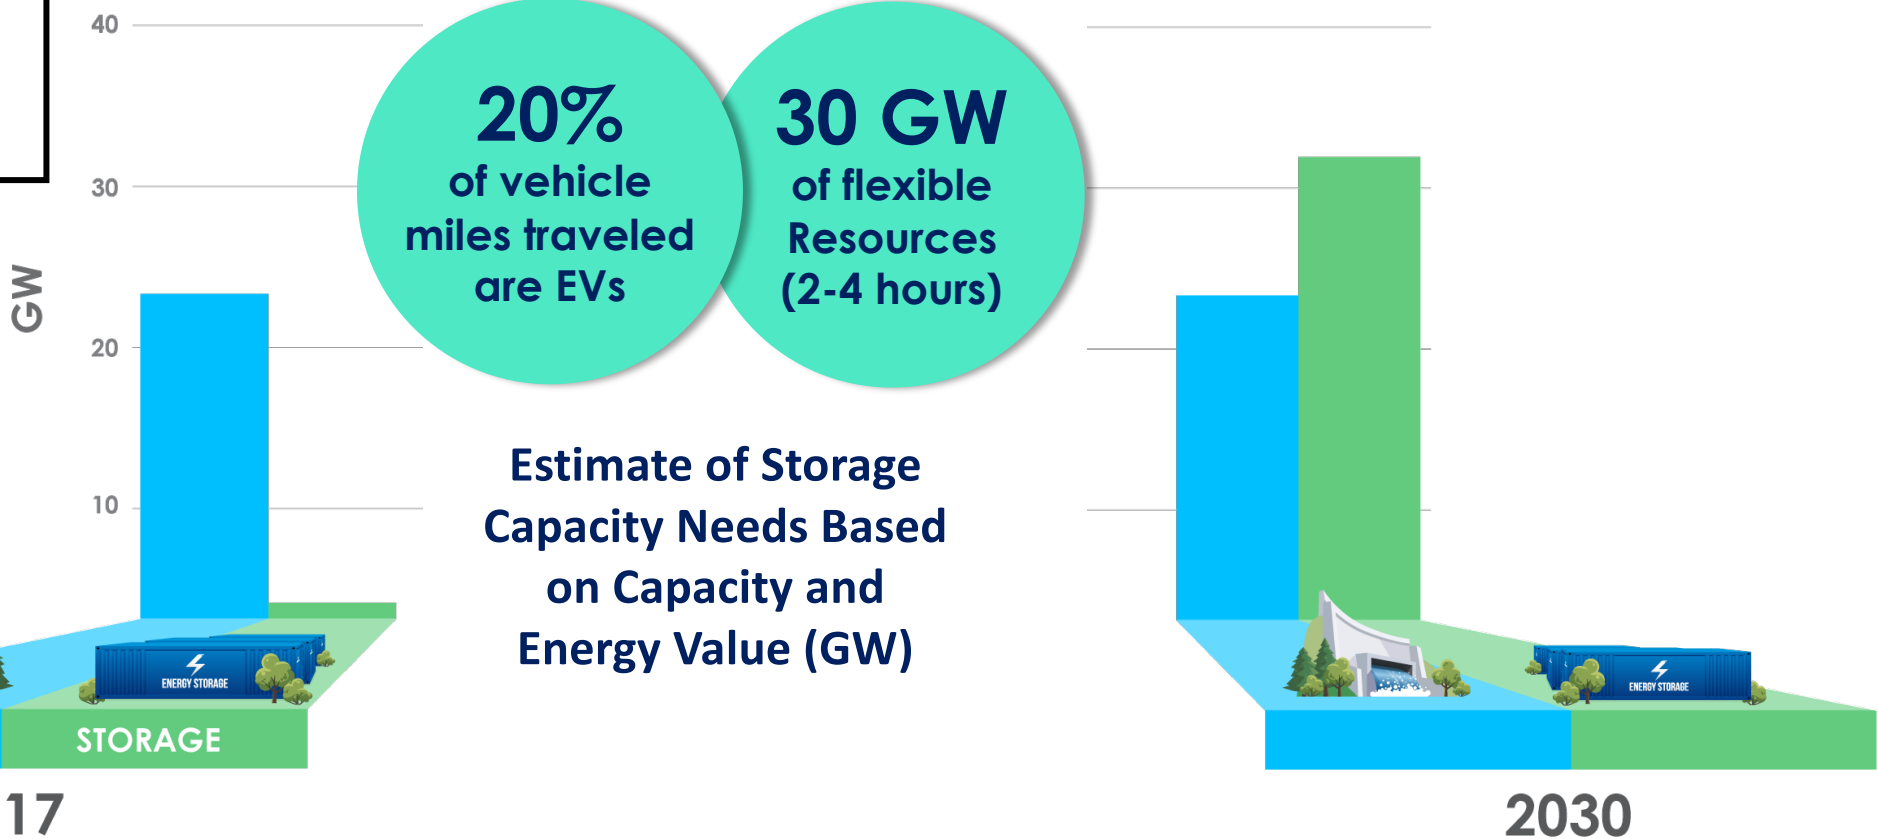 40
30
20
10
GW
20%
of vehicle
miles traveled
are EVs
30 GW
of flexible
Resources
(2-4 hours)
Estimate of Storage
Capacity Needs Based
on Capacity and
Energy Value (GW)
ENERGY STORAGE
STORAGE
17
ENERGY STORAGE
2030